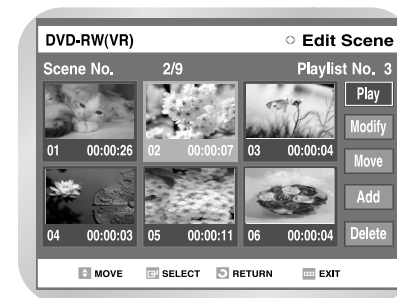 DVD-RW(VR) Edit Scene
Scene No. 2/9 Playlist No. 3
Play
01 00:00:26 02 00:00:07 03 00:00:04
Modify
Move
Add
04 00:00:03 05 00:00:11 06 00:00:04
Delete
MOVE SELECT RETURN EXIT